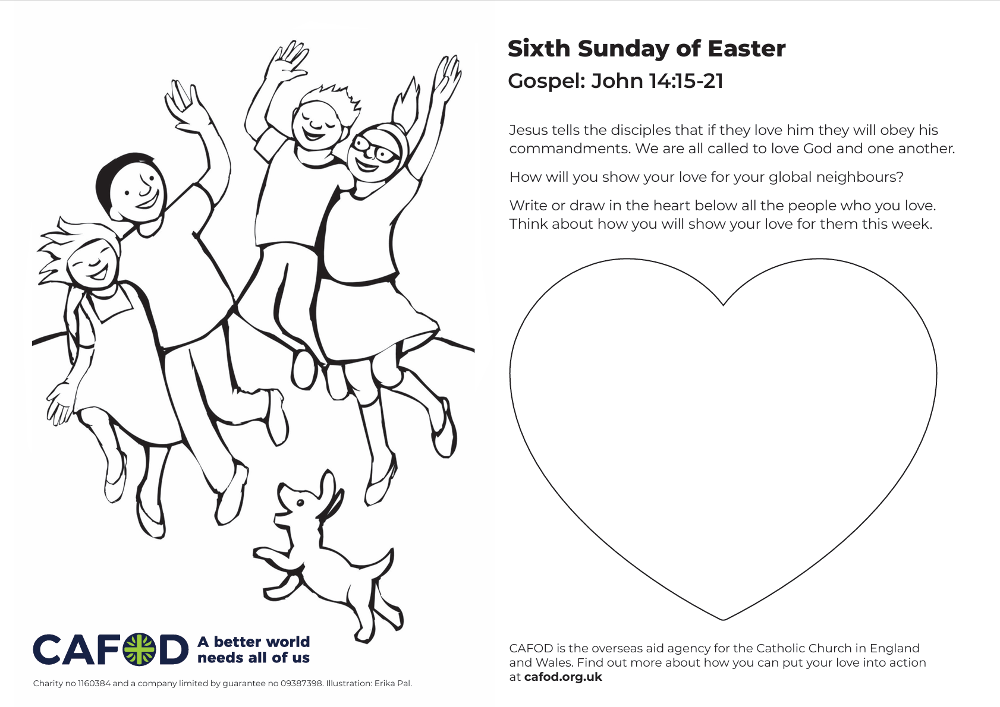 Sixth Sunday of Easter
Gospel: John 14:15-21
Jesus tells the disciples that if they love him they will obey his
commandments. We are all called to love God and one another.
How will you show your love for your global neighbours?
Write or draw in the heart below all the people who you love.
Think about how you will show your love for them this week.
CAFOD
A better world
needs all of us
Charity no 1160384 and a company limited by guarantee no 09387398. Illustration: Erika Pal.
CAFOD is the overseas aid agency for the Catholic Church in England
and Wales. Find out more about how you can put your love into action
at cafod.org.uk